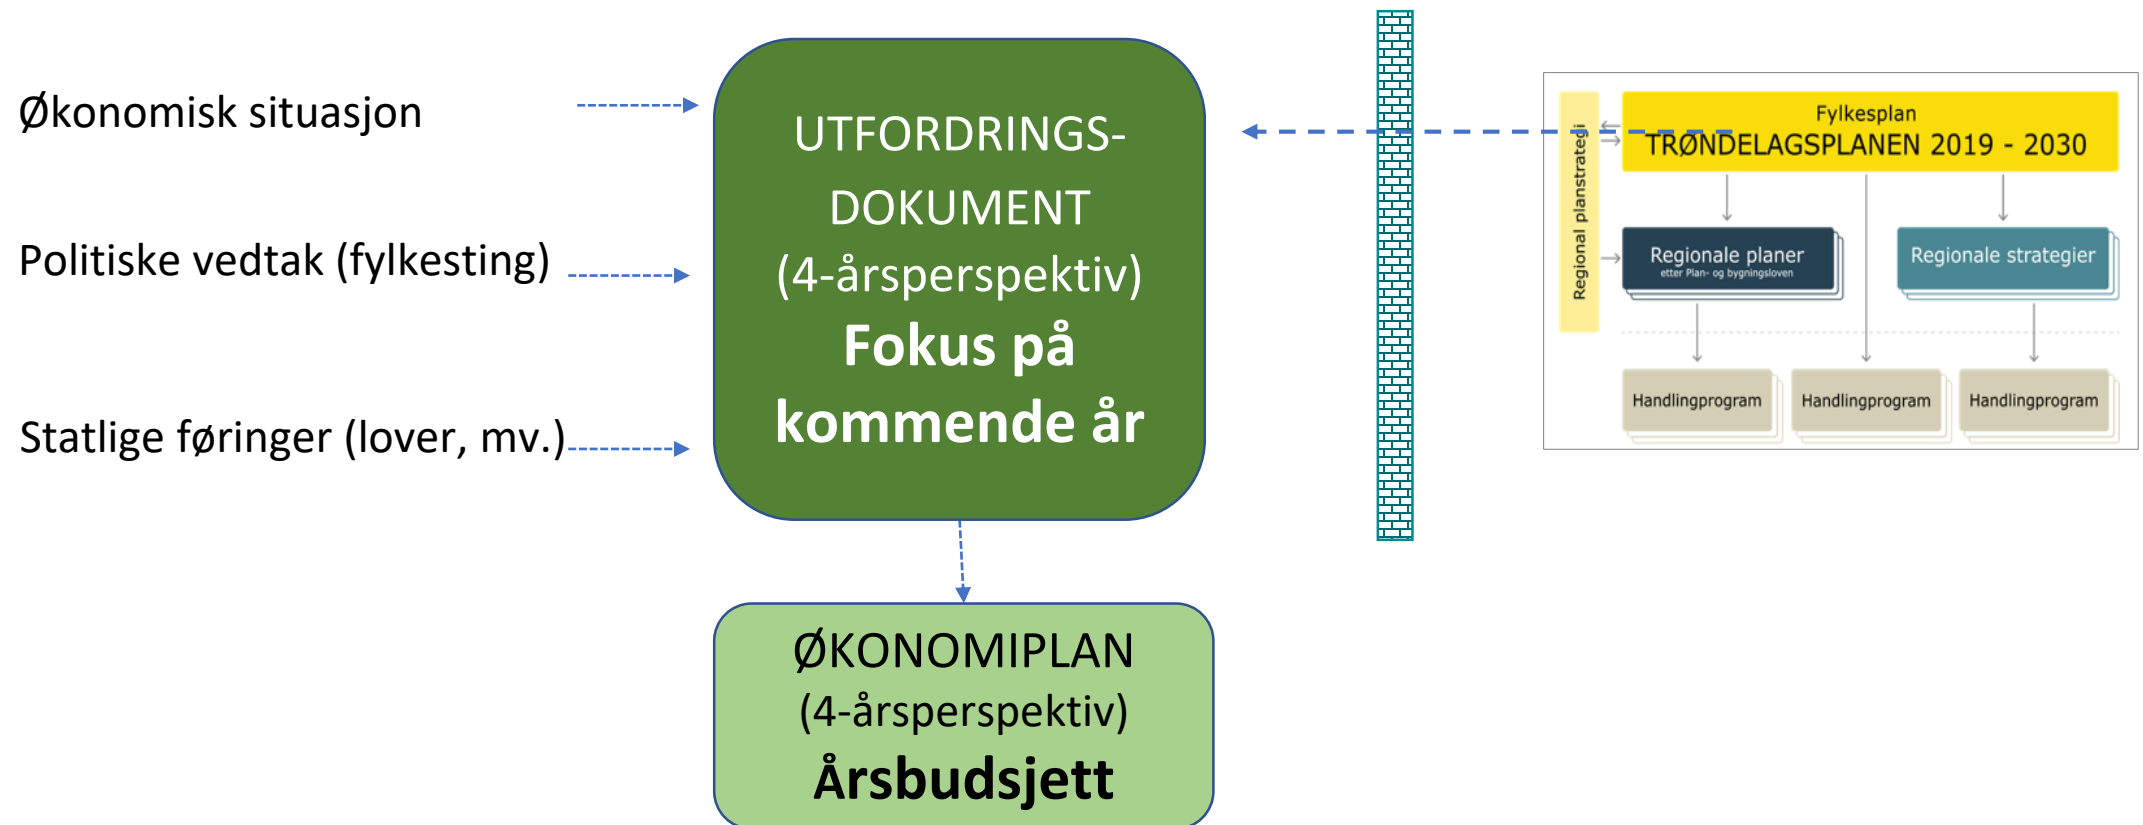 Økonomisk situasjon
Politiske vedtak (fylkesting)
Statlige føringer (lover, mv.)
UTFORDRINGS-
DOKUMENT
(4-årsperspektiv)
Fokus på
kommende år
ØKONOMIPLAN
(4-årsperspektiv)
Årsbudsjett
Regional planstrategi
Fylkesplan
TRØNDELAGSPLANEN 2019 - 2030
Regionale planer
etter Plan- og bygningsloven
Regionale strategier
Handlingprogram
Handlingprogram
Handlingprogram